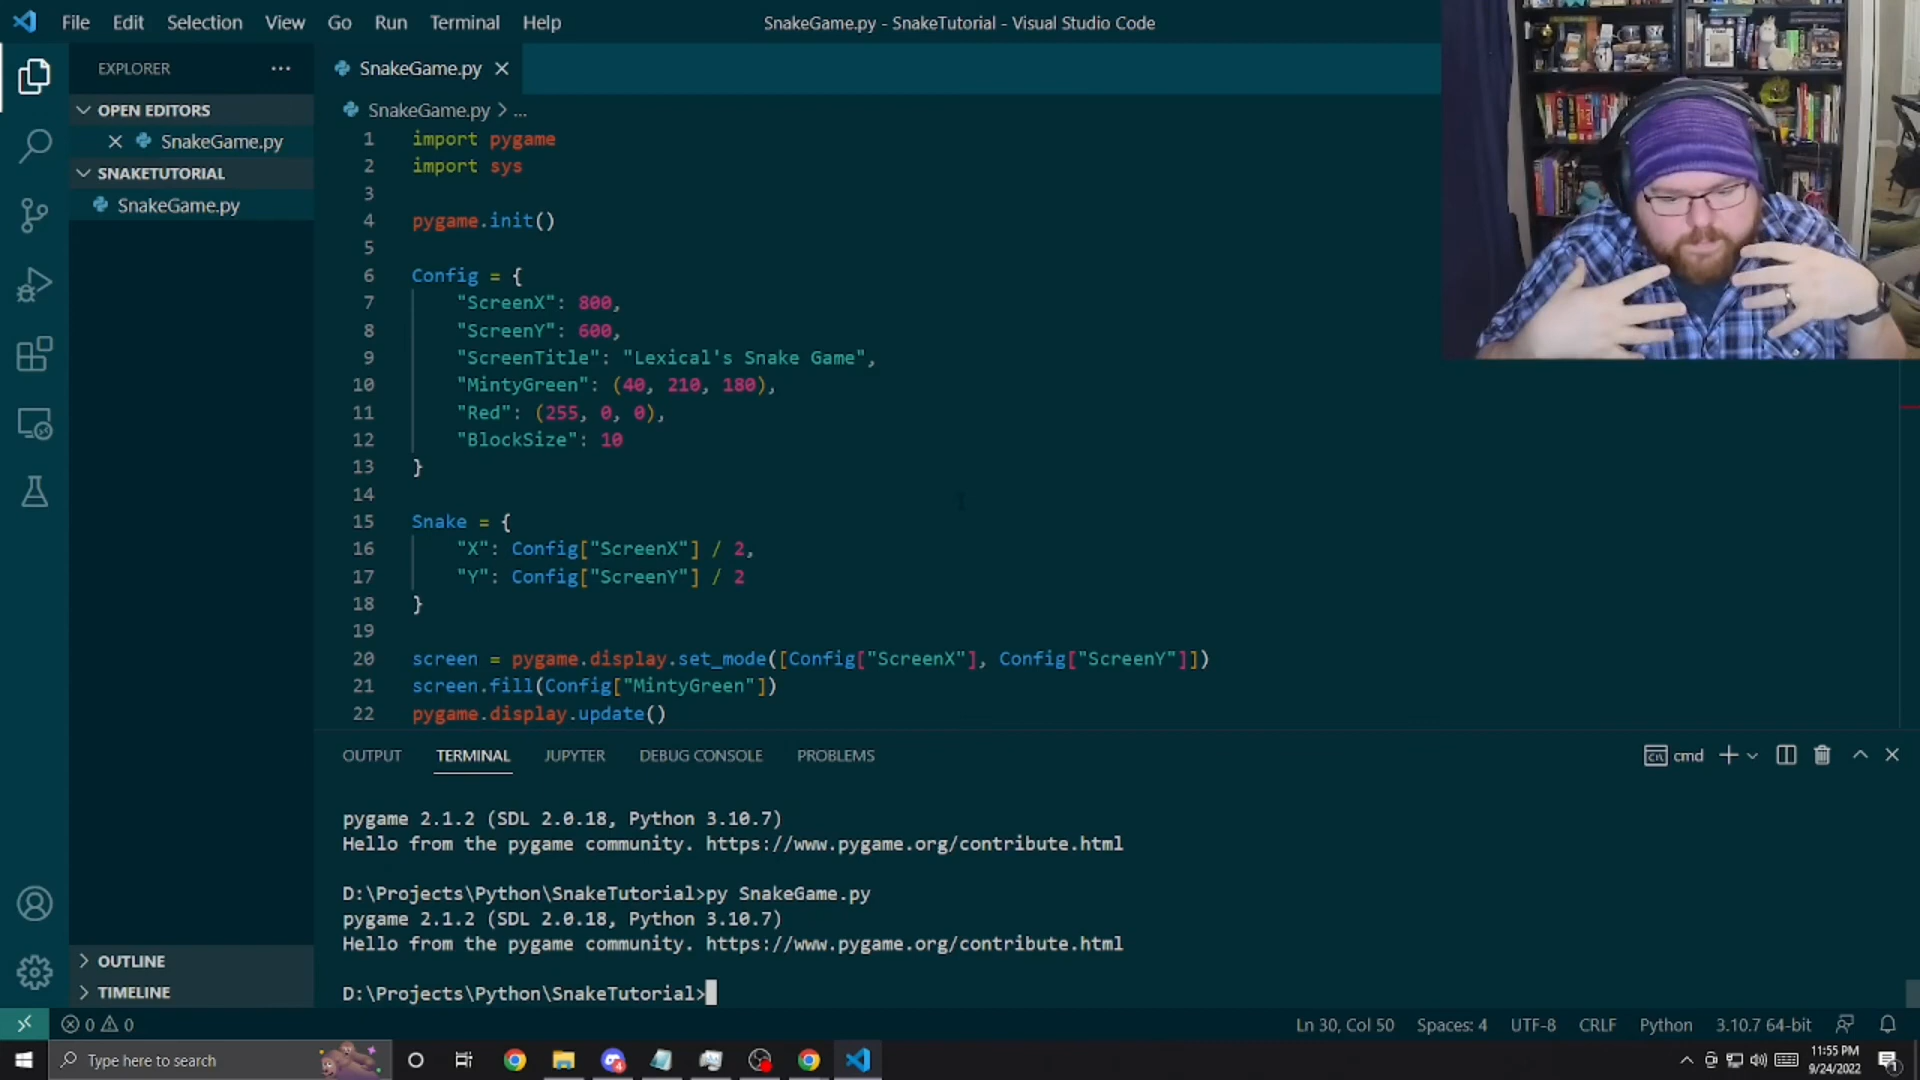 File Edit Selection View Go Run Terminal Help SnakeGame.py - SnakeTutorial - Visual Studio Code
EXPLORER ···
OPEN EDITORS
SnakeGame.py
SNAKETUTORIAL
SnakeGame.py
OUTLINE
TIMELINE
SnakeGame.py
SnakeGame.py > ...
1 import pygame
2 import sys
3
4 pygame.init()
5
6 Config = {
7 "ScreenX": 800,
8 "ScreenY": 600,
9 "ScreenTitle": "Lexical's Snake Game",
10 "MintyGreen": (40, 210, 180),
11 "Red": (255, 0, 0),
12 "BlockSize": 10
13 }
14
15 Snake = {
16 "X": Config["ScreenX"] / 2,
17 "Y": Config["ScreenY"] / 2
18 }
19
20 screen = pygame.display.set_mode([Config["ScreenX"], Config["ScreenY"]])
21 screen.fill(Config["MintyGreen"])
22 pygame.display.update()
OUTPUT TERMINAL JUPYTER DEBUG CONSOLE PROBLEMS cmd
pygame 2.1.2 (SDL 2.0.18, Python 3.10.7)
Hello from the pygame community. https://www.pygame.org/contribute.html
D:\Projects\Python\SnakeTutorial>py SnakeGame.py
pygame 2.1.2 (SDL 2.0.18, Python 3.10.7)
Hello from the pygame community. https://www.pygame.org/contribute.html
D:\Projects\Python\SnakeTutorial>
0 0 Ln 30, Col 50 Spaces: 4 UTF-8 CRLF Python 3.10.7 64-bit
Type here to search
11:55 PM
9/24/2022